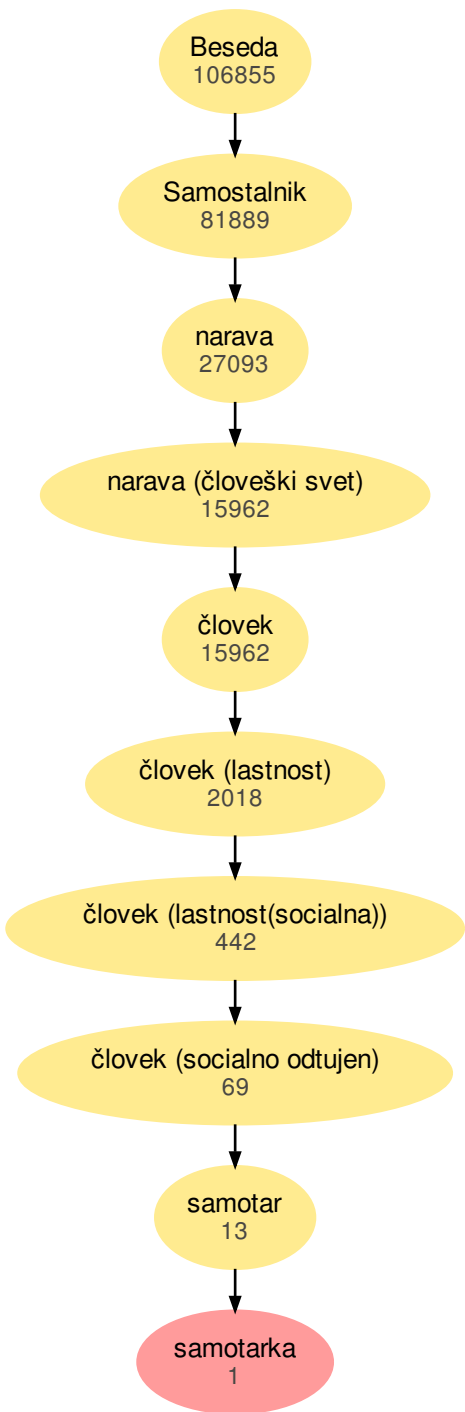 Beseda
106855
Samostalnik
81889
narava
27093
narava (človeški svet)
15962
človek
15962
človek (lastnost)
2018
človek (lastnost(socialna))
442
človek (socialno odtujen)
69
samotar
13
samotarka
1